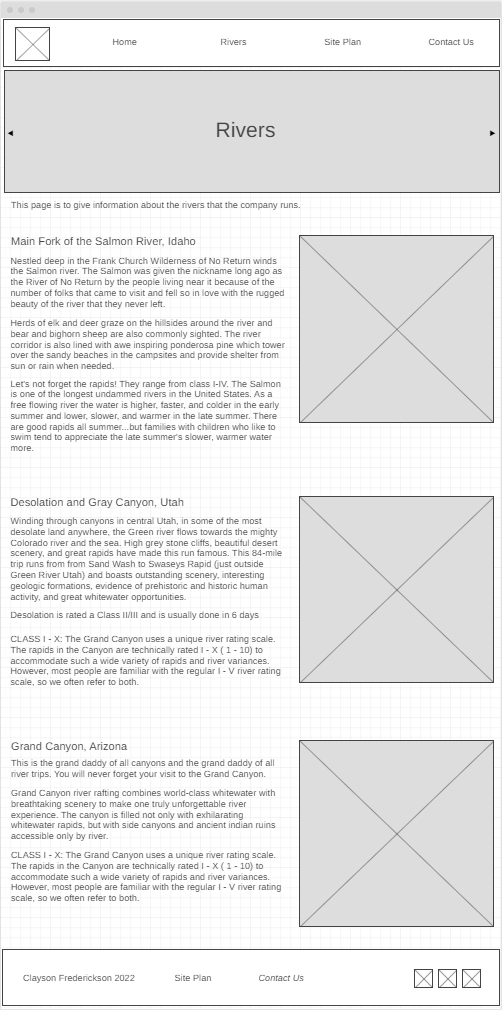 Home Rivers Site Plan Contact Us
Rivers
This page is to give information about the rivers that the company runs.
Main Fork of the Salmon River, Idaho
Nestled deep in the Frank Church Wilderness of No Return winds
the Salmon river. The Salmon was given the nickname long ago as
the River of No Return by the people living near it because of the
number of folks that came to visit and fell so in love with the rugged
beauty of the river that they never left.
Herds of elk and deer graze on the hillsides around the river and
bear and bighorn sheep are also commonly sighted. The river
corridor is also lined with awe inspiring ponderosa pine which tower
over the sandy beaches in the campsites and provide shelter from
sun or rain when needed.
Let's not forget the rapids! They range from class I-IV. The Salmon
is one of the longest undammed rivers in the United States. As a
free flowing river the water is higher, faster, and colder in the early
summer and lower, slower, and warmer in the late summer. There
are good rapids all summer...but families with children who like to
swim tend to appreciate the late summer's slower, warmer water
more.
Desolation and Gray Canyon, Utah
Winding through canyons in central Utah, in some of the most
desolate land anywhere, the Green river flows towards the mighty
Colorado river and the sea. High grey stone cliffs, beautiful desert
scenery, and great rapids have made this run famous. This 84-mile
trip runs from from Sand Wash to Swaseys Rapid (just outside
Green River Utah) and boasts outstanding scenery, interesting
geologic formations, evidence of prehistoric and historic human
activity, and great whitewater opportunities.
Desolation is rated a Class II/III and is usually done in 6 days
CLASS I - X: The Grand Canyon uses a unique river rating scale.
The rapids in the Canyon are technically rated I - X ( 1 - 10) to
accommodate such a wide variety of rapids and river variances.
However, most people are familiar with the regular I - V river rating
scale, so we often refer to both.
Grand Canyon, Arizona
This is the grand daddy of all canyons and the grand daddy of all
river trips. You will never forget your visit to the Grand Canyon.
Grand Canyon river rafting combines world-class whitewater with
breathtaking scenery to make one truly unforgettable river
experience. The canyon is filled not only with exhilarating
whitewater rapids, but with side canyons and ancient indian ruins
accessible only by river.
CLASS I - X: The Grand Canyon uses a unique river rating scale.
The rapids in the Canyon are technically rated I - X ( 1 - 10) to
accommodate such a wide variety of rapids and river variances.
However, most people are familiar with the regular I - V river rating
scale, so we often refer to both.
Clayson Frederickson 2022 Site Plan Contact Us